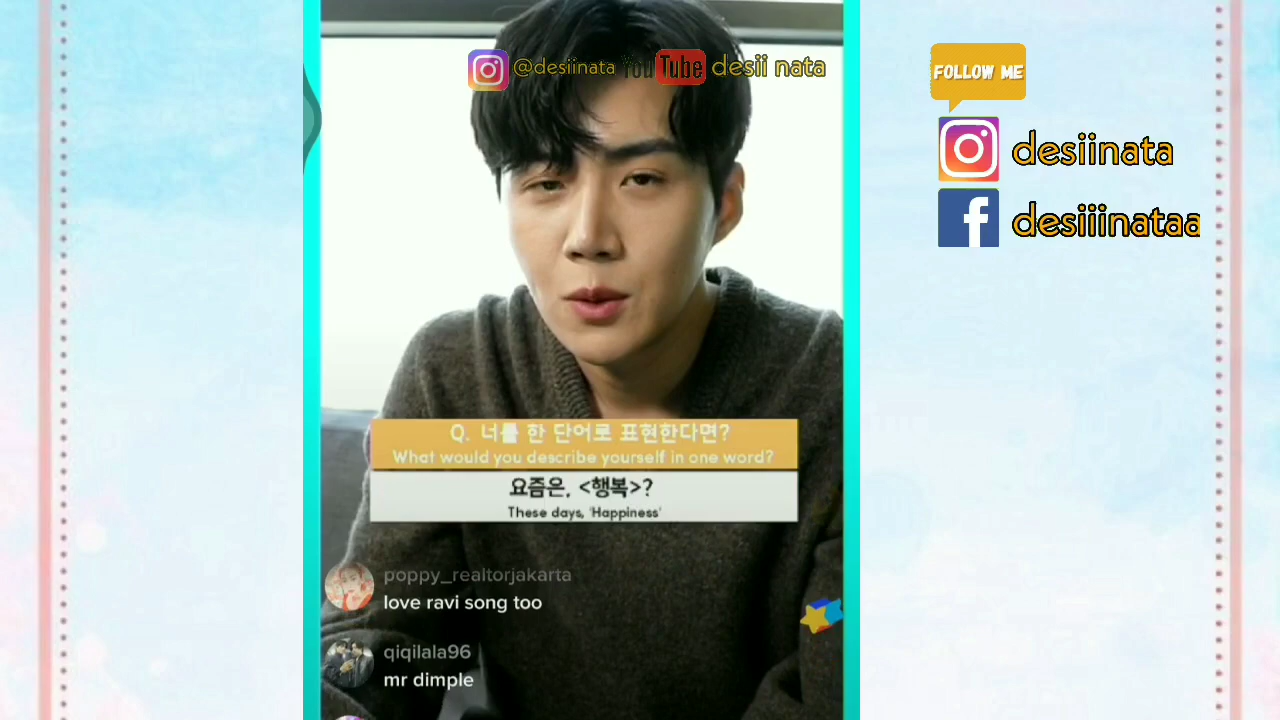 @desiinata YouTube desii nata
FOLLOW ME
desiinata
desiiinataa
Q. 너를 한 단어로 표현한다면?
What would you describe yourself in one word?
요즘은, <행복>?
These days, 'Happiness'
poppy_realtorjakarta
love ravi song too
qiqilala96
mr dimple